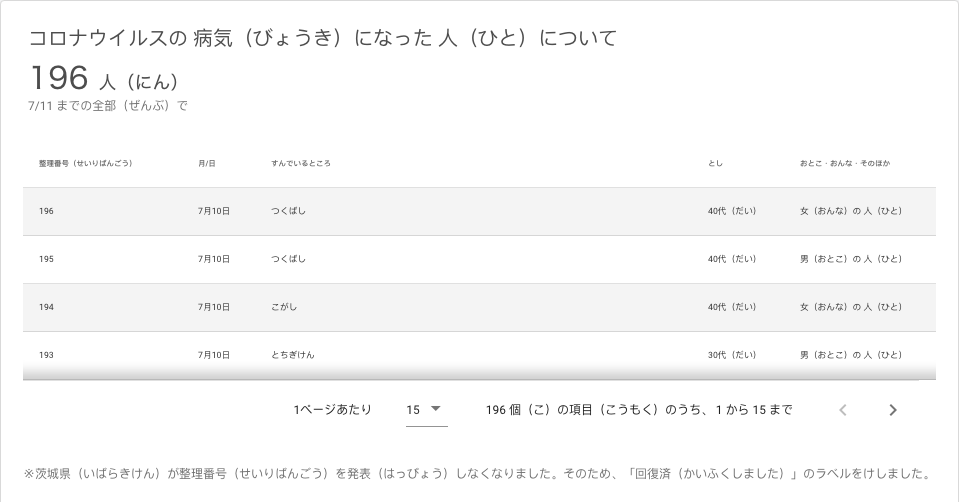 コロナウイルスの 病気（びょうき）になった 人（ひと）について
196 人（にん）
7/11 までの全部（ぜんぶ）で
整理番号（せいりばんごう） 月/日 すんでいるところ とし おとこ・おんな・そのほか
196 7月10日 つくばし 40代（だい） 女（おんな）の 人（ひと）
195 7月10日 つくばし 40代（だい） 男（おとこ）の 人（ひと）
194 7月10日 こがし 40代（だい） 女（おんな）の 人（ひと）
193 7月10日 とちぎけん 30代（だい） 男（おとこ）の 人（ひと）
1ページあたり 15 196 個（こ）の項目（こうもく）のうち、 1 から 15 まで
※茨城県（いばらきけん）が整理番号（せいりばんごう）を発表（はっぴょう）しなくなりました。そのため、「回復済（かいふくしました）」のラベルをけしました。